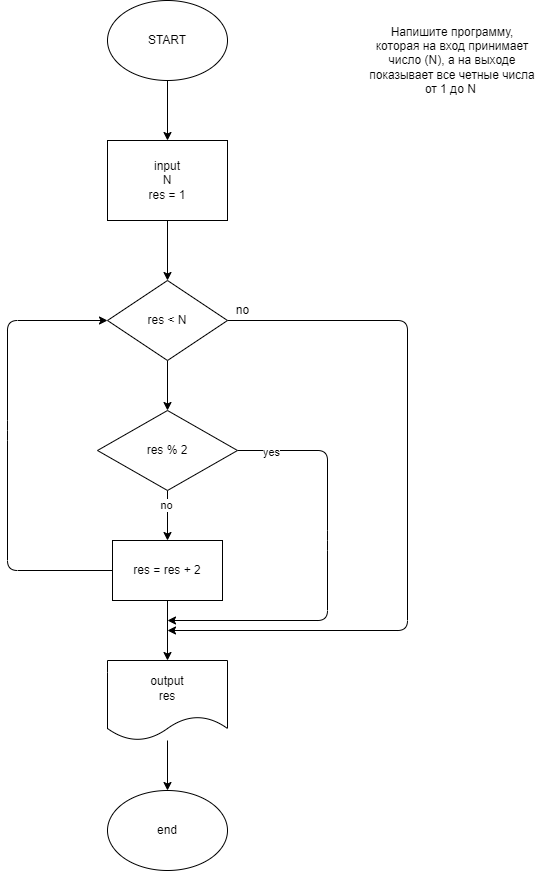 START
Напишите программу,
которая на вход принимает
число (N), а на выходе
показывает все четные числа
от 1 до N
input
N
res = 1
res < N
no
res % 2
yes
no
res = res + 2
output
res
end